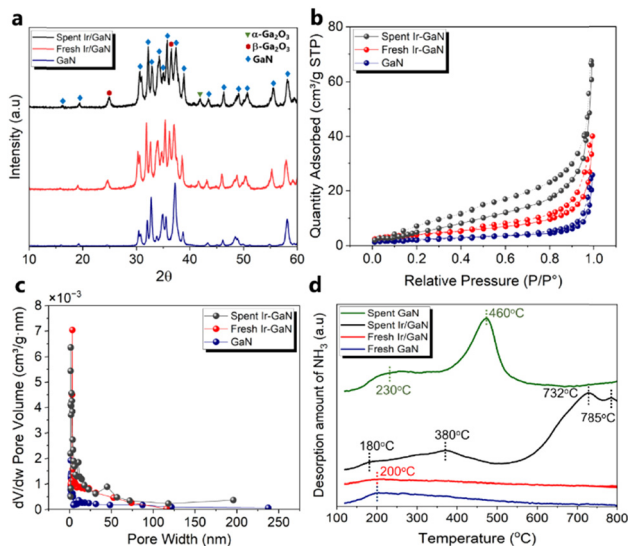 a
Spent Ir/GaN
Fresh Ir/GaN
GaN
α-Ga₂O₃
β-Ga₂O₃
GaN
Intensity (a.u)
10 20 30 40 50 60
2θ
b
Spent Ir-GaN
Fresh Ir-GaN
GaN
Quantity Adsorbed (cm³/g STP)
80
60
40
20
0
0.0 0.2 0.4 0.6 0.8 1.0
Relative Pressure (P/P°)
c
×10⁻³
Spent Ir-GaN
Fresh Ir-GaN
GaN
dV/dw Pore Volume (cm³/g·nm)
7
6
5
4
3
2
1
0
0 50 100 150 200 250
Pore Width (nm)
d
Spent GaN
Spent Ir/GaN
Fresh Ir/GaN
Fresh GaN
Desorption amount of NH₃ (a.u)
460°C
230°C
732°C
785°C
180°C
380°C
200°C
100 200 300 400 500 600 700 800
Temperature (°C)